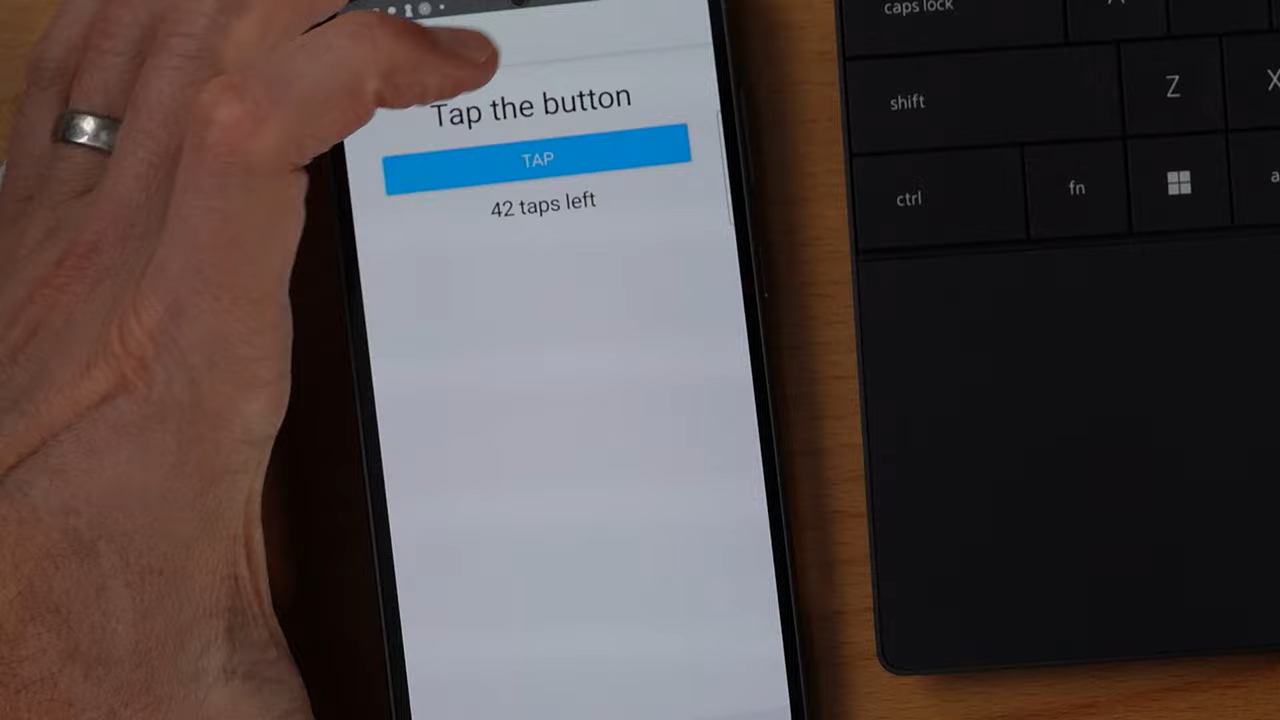 Tap the button
TAP
42 taps left
caps lock
shift
Z
X
ctrl
fn